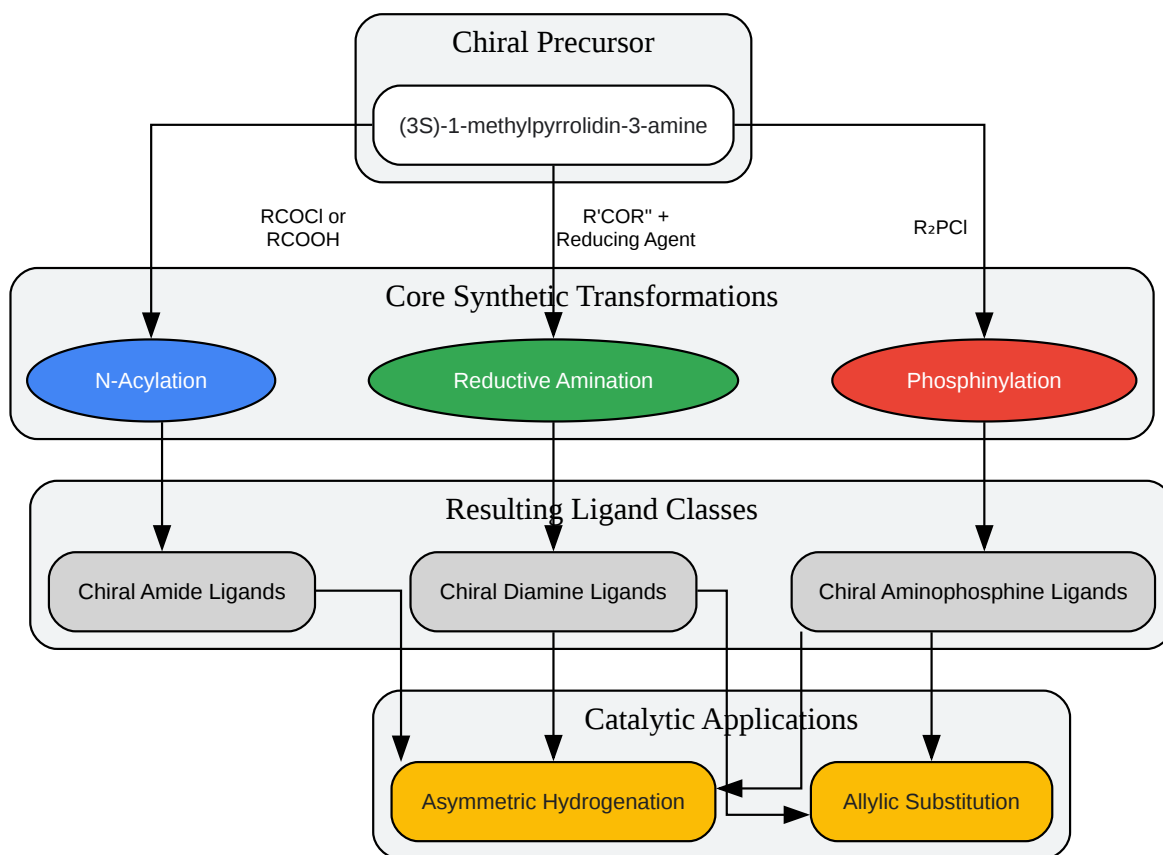 Chiral Precursor
(3S)-1-methylpyrrolidin-3-amine
RCOCl or
RCOOH
R'COR'' +
Reducing Agent
R₂PCl
Core Synthetic Transformations
N-Acylation
Reductive Amination
Phosphinylation
Resulting Ligand Classes
Chiral Amide Ligands
Chiral Diamine Ligands
Chiral Aminophosphine Ligands
Catalytic Applications
Asymmetric Hydrogenation
Allylic Substitution